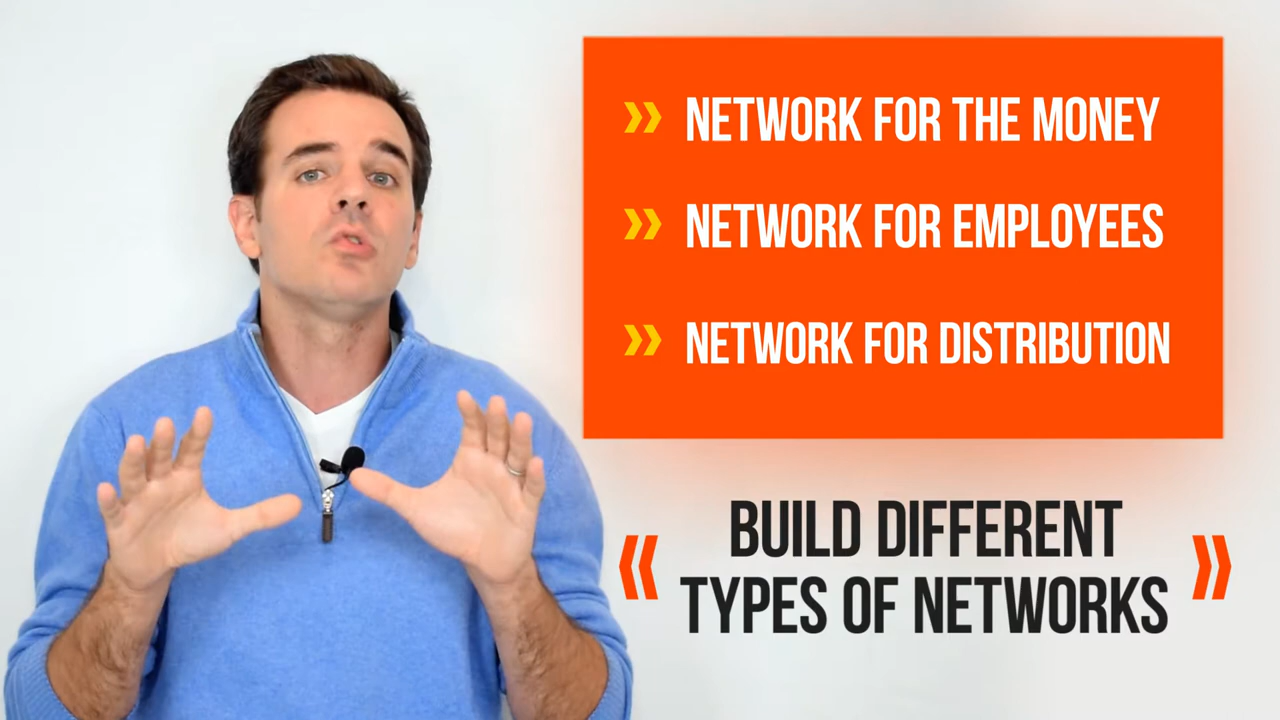 » NETWORK FOR THE MONEY
» NETWORK FOR EMPLOYEES
» NETWORK FOR DISTRIBUTION
« BUILD DIFFERENT
TYPES OF NETWORKS »